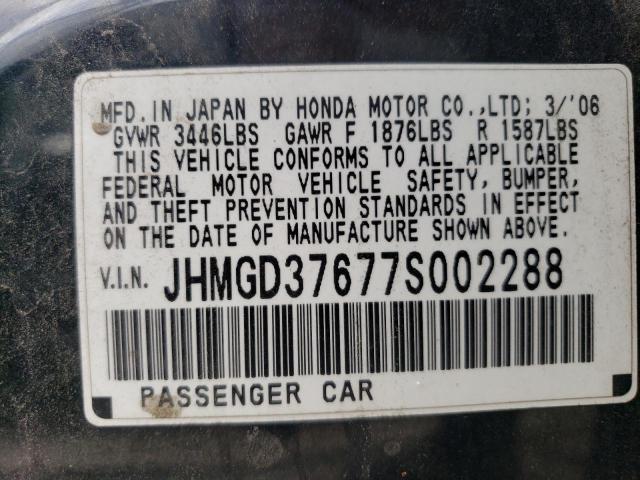 MFD. IN JAPAN BY HONDA MOTOR CO.,LTD; 3/'06
GVWR 3446LBS GAWR F 1876LBS R 1587LBS
THIS VEHICLE CONFORMS TO ALL APPLICABLE
FEDERAL MOTOR VEHICLE SAFETY, BUMPER,
AND THEFT PREVENTION STANDARDS IN EFFECT
ON THE DATE OF MANUFACTURE SHOWN ABOVE.
V.I.N. JHMGD37677S002288
PASSENGER CAR